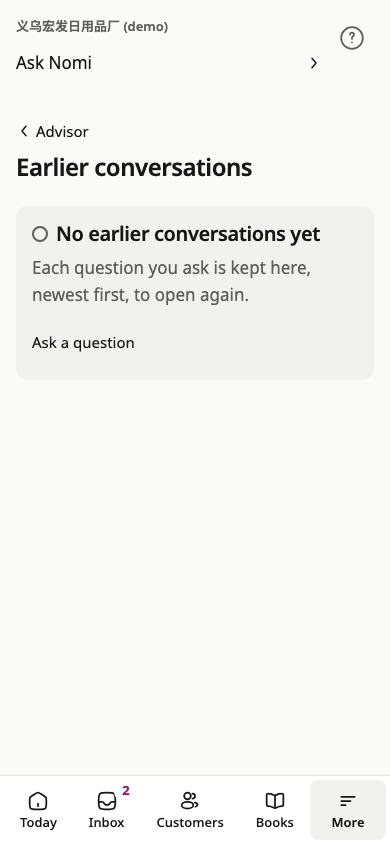 义乌宏发日用品厂 (demo)
Ask Nomi
Advisor
Earlier conversations
No earlier conversations yet
Each question you ask is kept here,
newest first, to open again.
Ask a question
2
Today
Inbox
Customers
Books
More